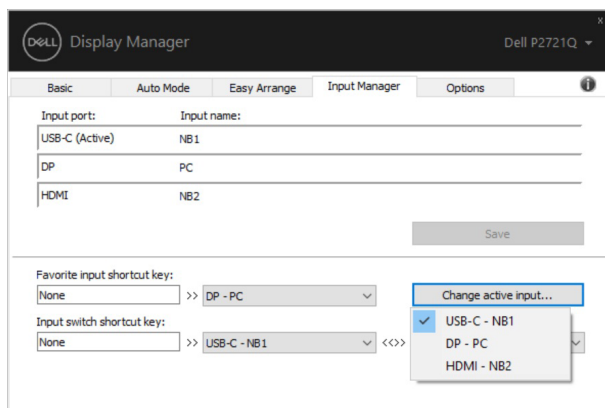 DELL Display Manager Dell P2721Q
Basic Auto Mode Easy Arrange Input Manager Options
Input port: Input name:
USB-C (Active) NB1
DP PC
HDMI NB2
Save
Favorite input shortcut key:
None >> DP - PC Change active input...
Input switch shortcut key:
None >> USB-C - NB1 <<>>
USB-C - NB1
DP - PC
HDMI - NB2